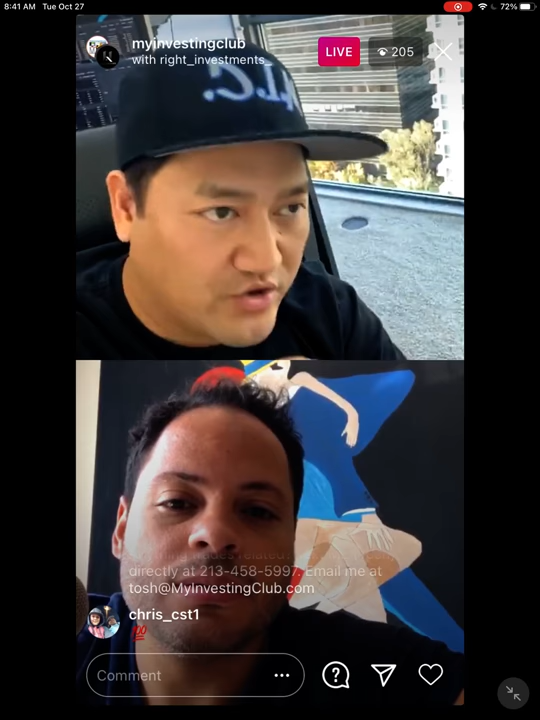 8:41 AM Tue Oct 27
72%
myinvestingclub
with right_investments_
LIVE
205
directly at 213-458-5997. Email me at
tosh@MyInvestingClub.com
chris_cst1
💯
Comment